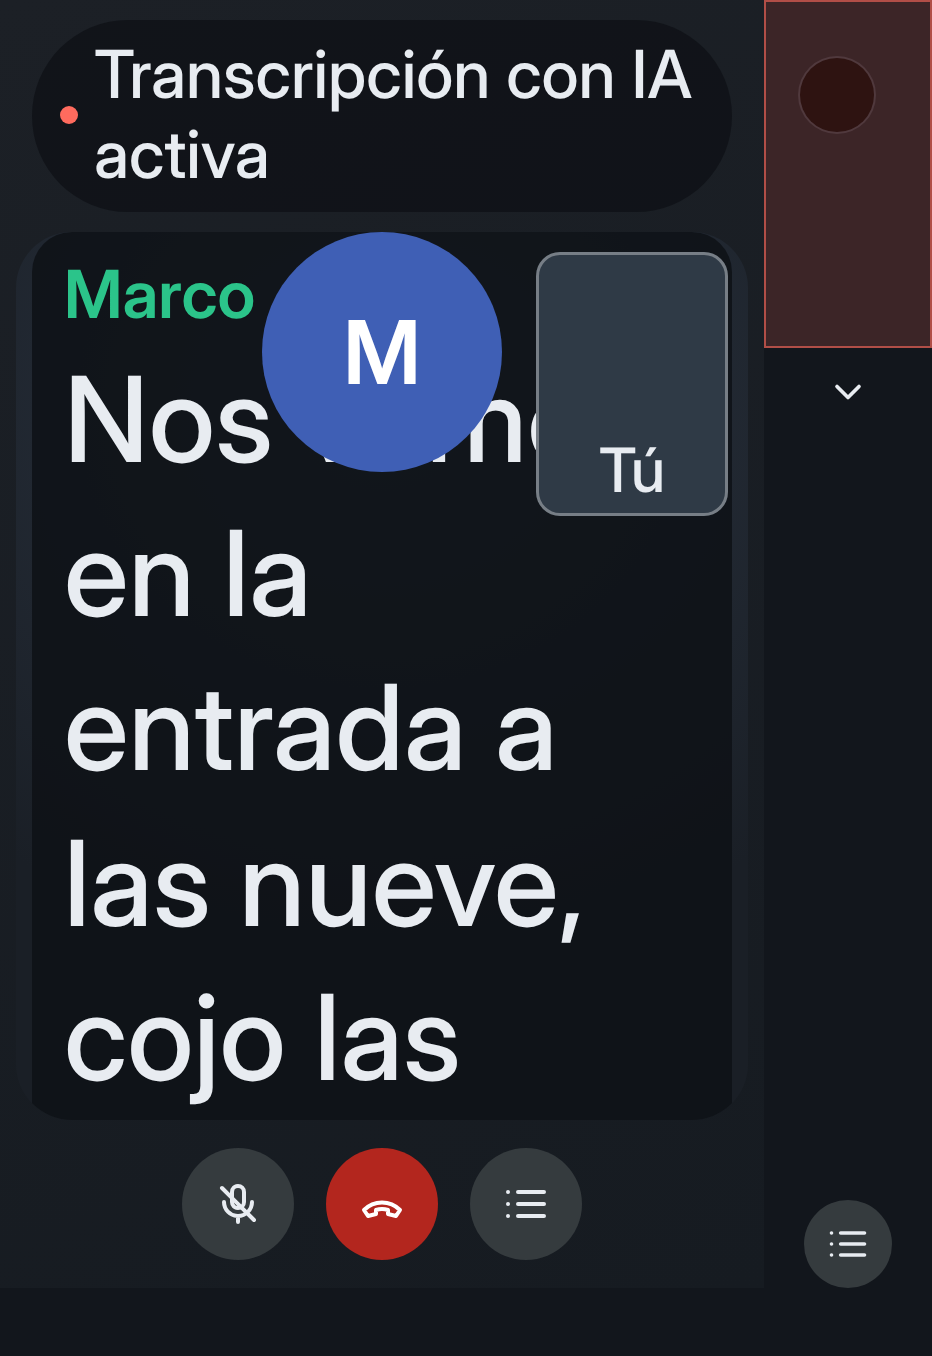 Transcripción con IA
activa
Marco
M
Nos
Tú
en la
entrada a
las nueve,
cojo las